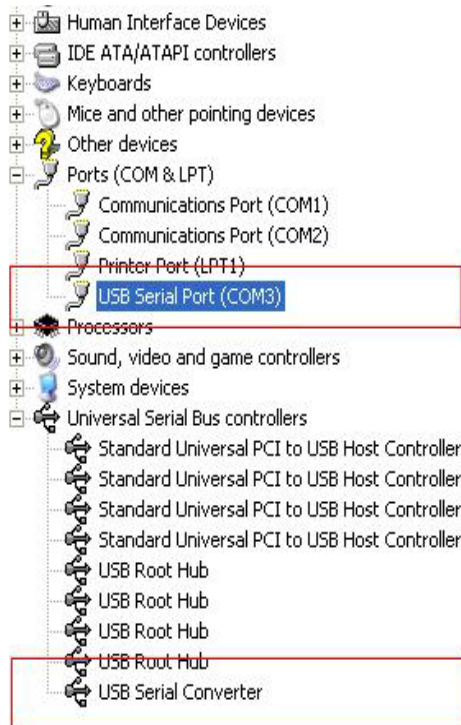 Human Interface Devices
IDE ATA/ATAPI controllers
Keyboards
Mice and other pointing devices
Other devices
Ports (COM & LPT)
Communications Port (COM1)
Communications Port (COM2)
Printer Port (LPT1)
USB Serial Port (COM3)
Processors
Sound, video and game controllers
System devices
Universal Serial Bus controllers
Standard Universal PCI to USB Host Controller
Standard Universal PCI to USB Host Controller
Standard Universal PCI to USB Host Controller
Standard Universal PCI to USB Host Controller
USB Root Hub
USB Root Hub
USB Root Hub
USB Root Hub
USB Serial Converter